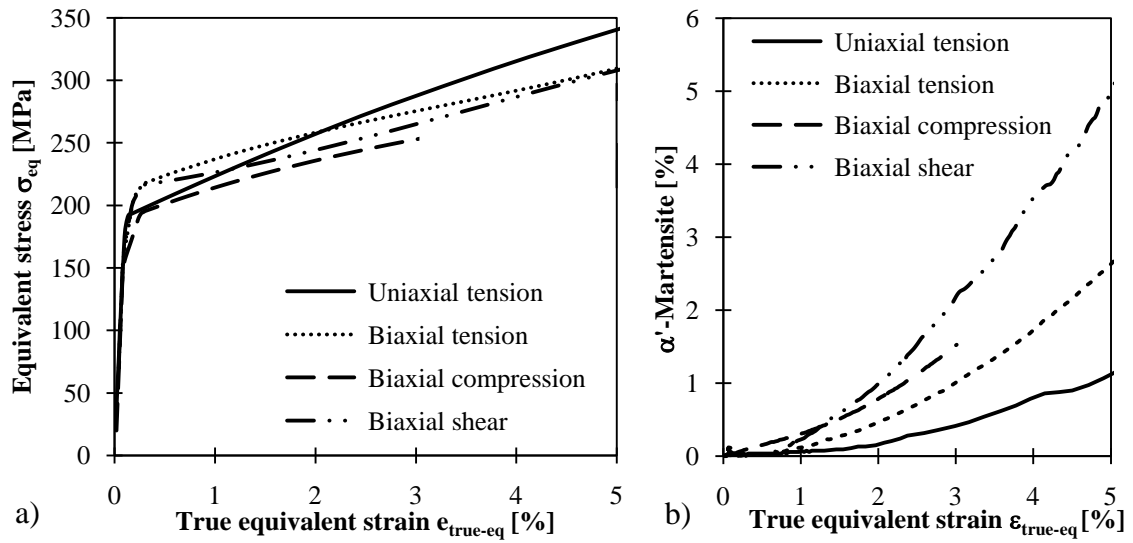 350
300
250
200
150
100
50
0
Equivalent stress σeq [MPa]
Uniaxial tension
Biaxial tension
Biaxial compression
Biaxial shear
0 1 2 3 4 5
a)
True equivalent strain etrue-eq [%]
6
5
4
3
2
1
0
α'-Martensite [%]
Uniaxial tension
Biaxial tension
Biaxial compression
Biaxial shear
0 1 2 3 4 5
b)
True equivalent strain εtrue-eq [%]